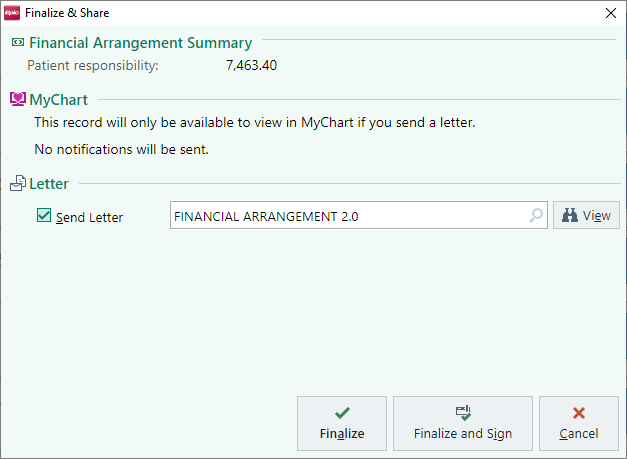 Epic Finalize & Share
Financial Arrangement Summary
Patient responsibility: 7,463.40
MyChart
This record will only be available to view in MyChart if you send a letter.
No notifications will be sent.
Letter
Send Letter FINANCIAL ARRANGEMENT 2.0 View
Finalize Finalize and Sign Cancel